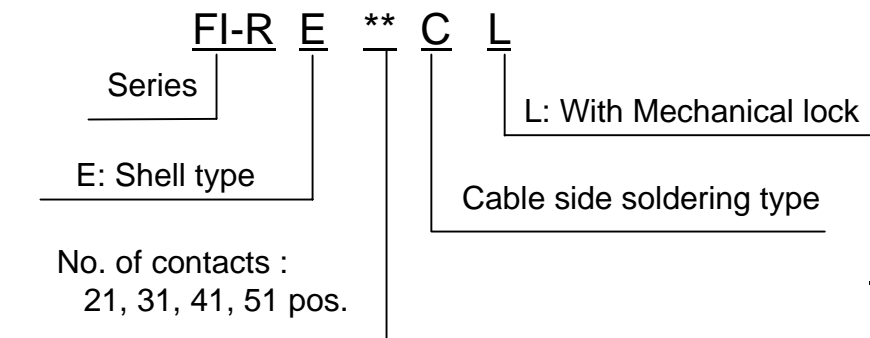 FI-R E ** C L
Series
L: With Mechanical lock
E: Shell type
Cable side soldering type
No. of contacts :
21, 31, 41, 51 pos.